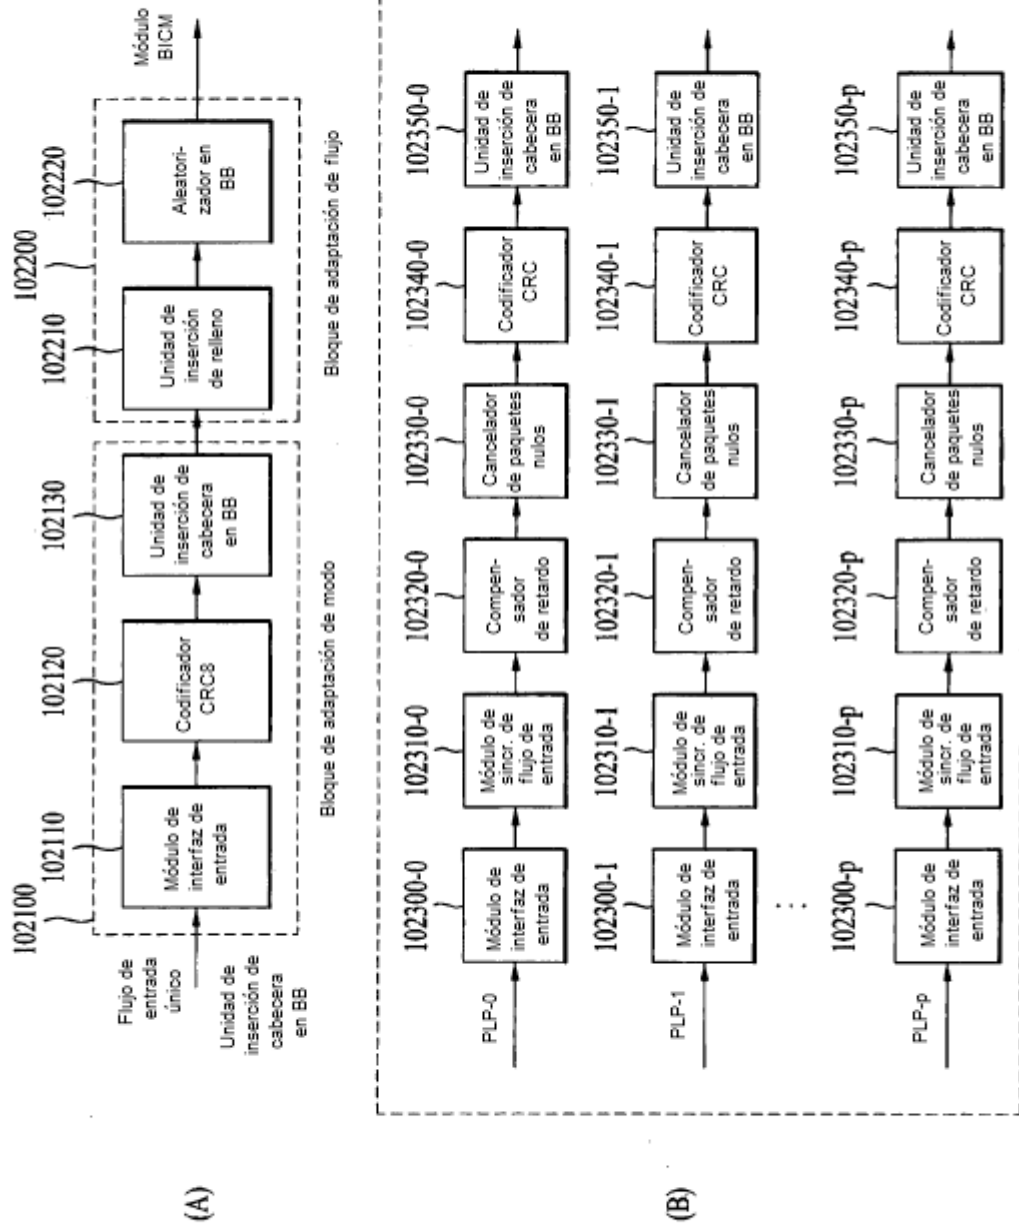 (A)
102100
102110
102120
102130
102200
102210
102220
Flujo de
entrada
único
Unidad de
inserción de
cabecera
en BB
Módulo de
interfaz de
entrada
Codificador
CRC8
Unidad de
inserción de
cabecera
en BB
Unidad de
inserción
de relleno
Aleatori-
zador en
BB
Módulo
BICM
Bloque de adaptación de modo
Bloque de adaptación de flujo
(B)
102300-0
102310-0
102320-0
102330-0
102340-0
102350-0
PLP-0
Módulo de
interfaz de
entrada
Módulo de
sincr. de
flujo de
entrada
Compen-
sador
de retardo
Cancelador
de paquetes
nulos
Codificador
CRC
Unidad de
inserción de
cabecera
en BB
102300-1
102310-1
102320-1
102330-1
102340-1
102350-1
PLP-1
Módulo de
interfaz de
entrada
Módulo de
sincr. de
flujo de
entrada
Compen-
sador
de retardo
Cancelador
de paquetes
nulos
Codificador
CRC
Unidad de
inserción de
cabecera
en BB
102300-p
102310-p
102320-p
102330-p
102340-p
102350-p
PLP-p
Módulo de
interfaz de
entrada
Módulo de
sincr. de
flujo de
entrada
Compen-
sador
de retardo
Cancelador
de paquetes
nulos
Codificador
CRC
Unidad de
inserción de
cabecera
en BB